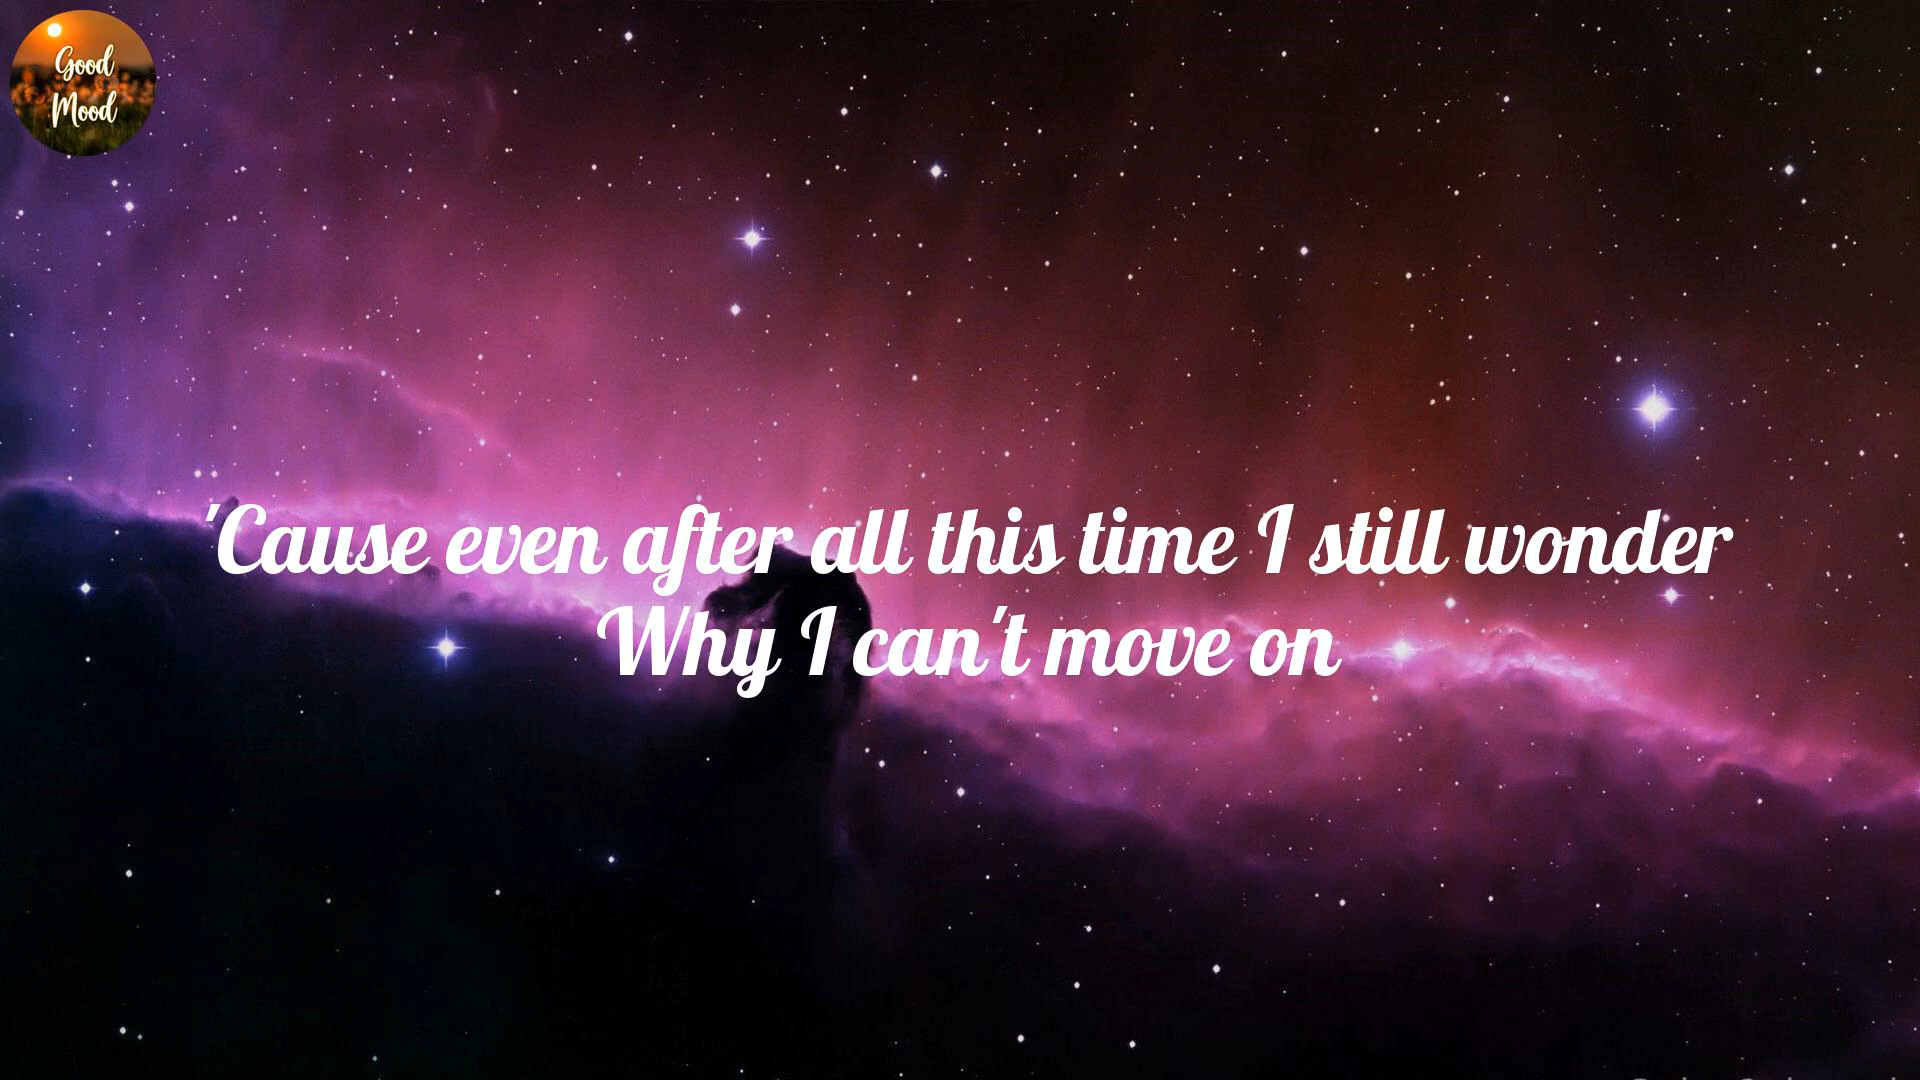 Good
Mood
'Cause even after all this time I still wonder
Why I can't move on